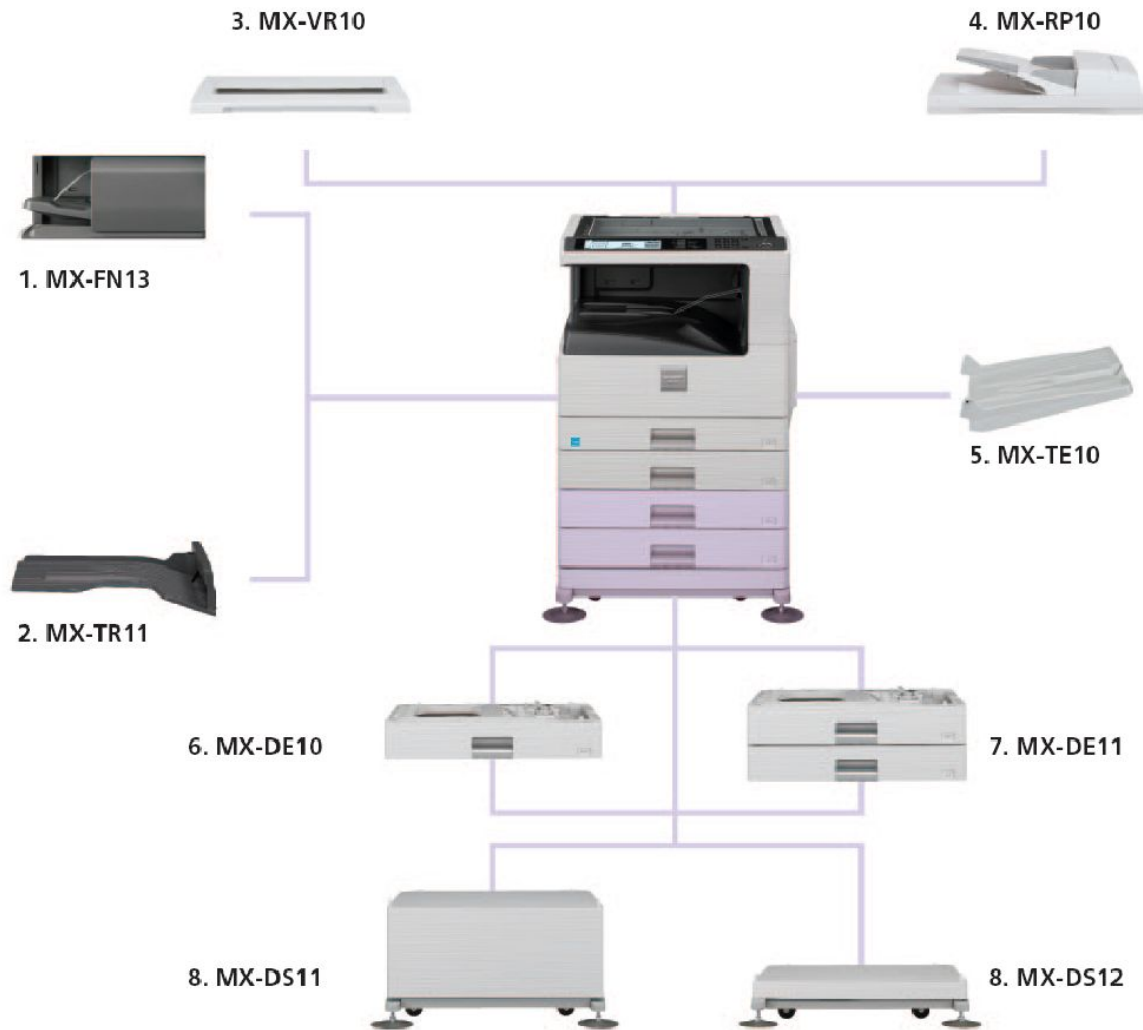 3. MX-VR10
4. MX-RP10
1. MX-FN13
5. MX-TE10
2. MX-TR11
6. MX-DE10
7. MX-DE11
8. MX-DS11
8. MX-DS12